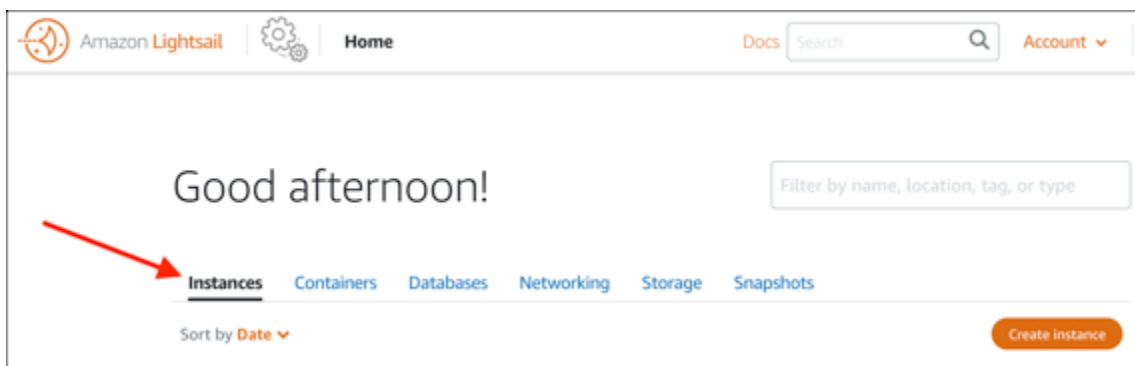 Amazon Lightsail Home Docs Search Account
Good afternoon!
Filter by name, location, tag, or type
Instances Containers Databases Networking Storage Snapshots
Sort by Date
Create instance